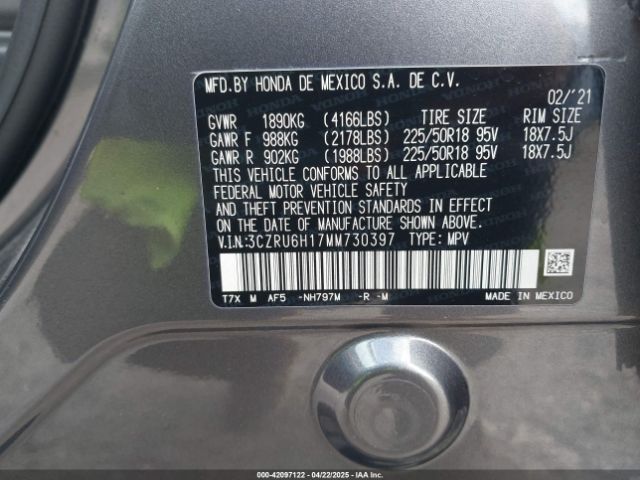 MFD.BY HONDA DE MEXICO S.A. DE C.V.
02/'21
GVWR 1890KG (4166LBS) TIRE SIZE RIM SIZE
GAWR F 988KG (2178LBS) 225/50R18 95V 18X7.5J
GAWR R 902KG (1988LBS) 225/50R18 95V 18X7.5J
THIS VEHICLE CONFORMS TO ALL APPLICABLE
FEDERAL MOTOR VEHICLE SAFETY
AND THEFT PREVENTION STANDARDS IN EFFECT
ON THE DATE OF MANUFACTURE SHOWN ABOVE.
V.I.N:3CZRU6H17MM730397 TYPE: MPV
T7X M AF5 -NH797M -R -M MADE IN MEXICO
000-42097122 - 04/22/2025 - IAAI.com